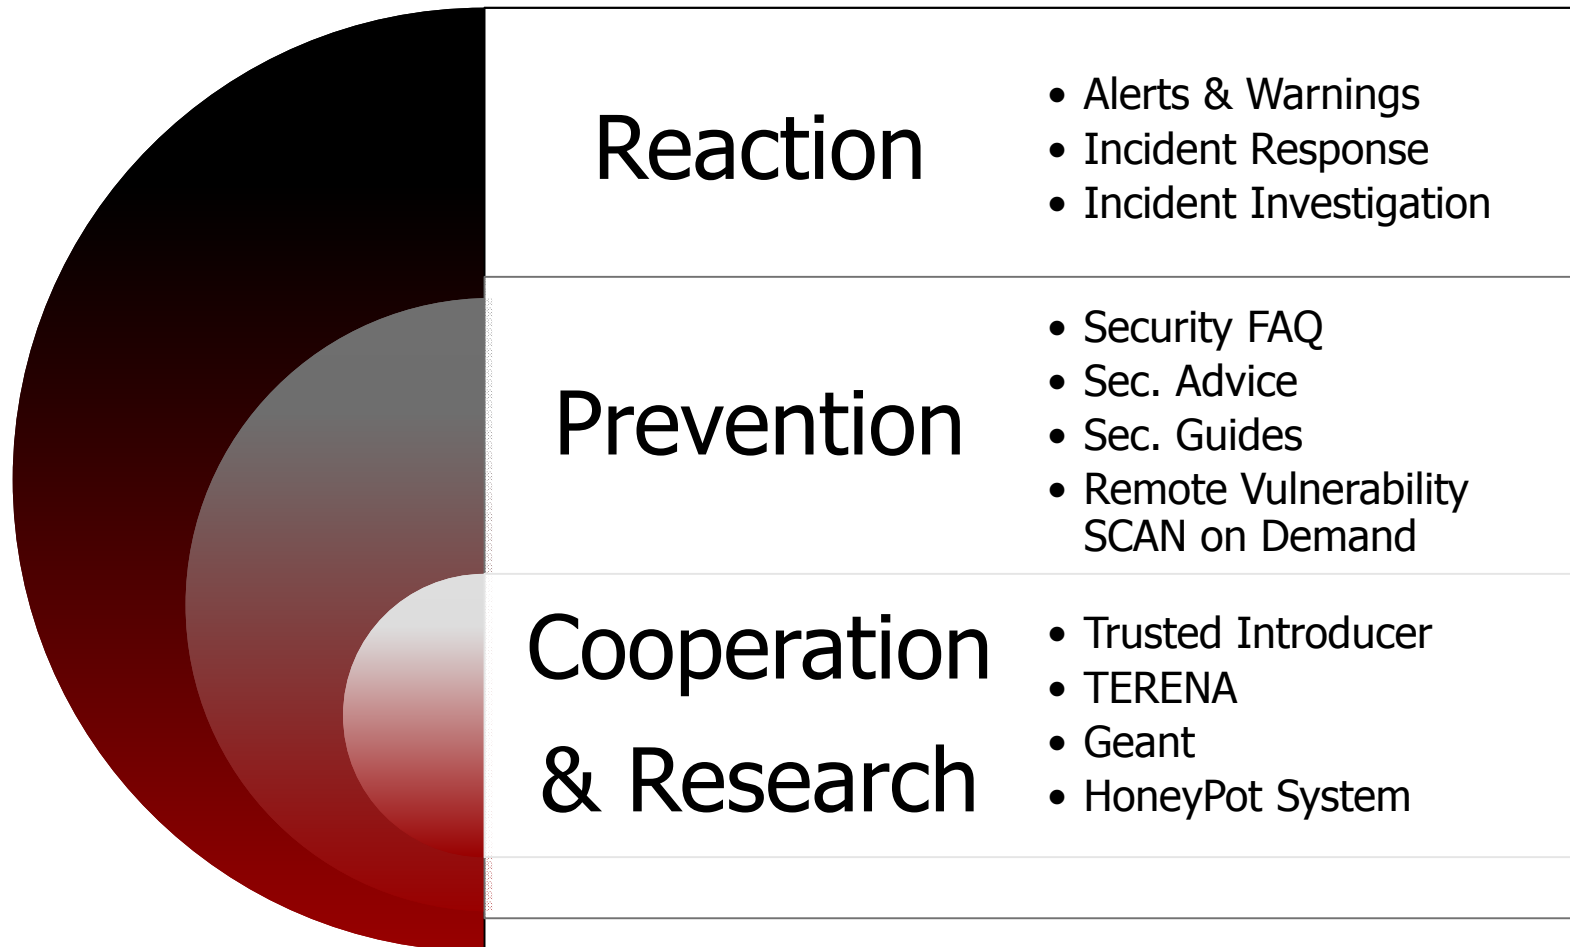 Reaction
• Alerts & Warnings
• Incident Response
• Incident Investigation
Prevention
• Security FAQ
• Sec. Advice
• Sec. Guides
• Remote Vulnerability
SCAN on Demand
Cooperation
& Research
• Trusted Introducer
• TERENA
• Geant
• HoneyPot System